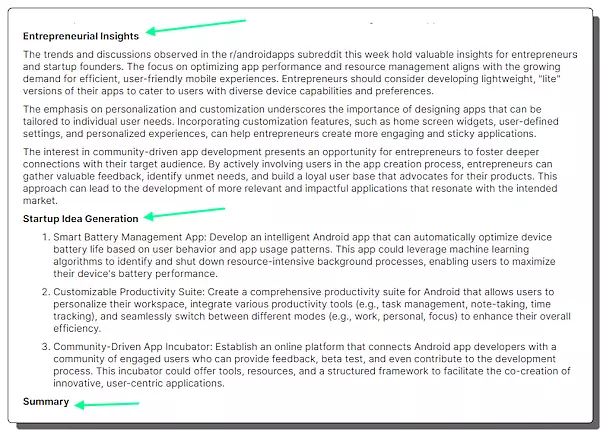 Entrepreneurial Insights
The trends and discussions observed in the r/androidapps subreddit this week hold valuable insights for entrepreneurs
and startup founders. The focus on optimizing app performance and resource management aligns with the growing
demand for efficient, user-friendly mobile experiences. Entrepreneurs should consider developing lightweight, "lite"
versions of their apps to cater to users with diverse device capabilities and preferences.
The emphasis on personalization and customization underscores the importance of designing apps that can be
tailored to individual user needs. Incorporating customization features, such as home screen widgets, user-defined
settings, and personalized experiences, can help entrepreneurs create more engaging and sticky applications.
The interest in community-driven app development presents an opportunity for entrepreneurs to foster deeper
connections with their target audience. By actively involving users in the app creation process, entrepreneurs can
gather valuable feedback, identify unmet needs, and build a loyal user base that advocates for their products. This
approach can lead to the development of more relevant and impactful applications that resonate with the intended
market.
Startup Idea Generation
1. Smart Battery Management App: Develop an intelligent Android app that can automatically optimize device
battery life based on user behavior and app usage patterns. This app could leverage machine learning
algorithms to identify and shut down resource-intensive background processes, enabling users to maximize
their device's battery performance.
2. Customizable Productivity Suite: Create a comprehensive productivity suite for Android that allows users to
personalize their workspace, integrate various productivity tools (e.g., task management, note-taking, time
tracking), and seamlessly switch between different modes (e.g., work, personal, focus) to enhance their overall
efficiency.
3. Community-Driven App Incubator: Establish an online platform that connects Android app developers with a
community of engaged users who can provide feedback, beta test, and even contribute to the development
process. This incubator could offer tools, resources, and a structured framework to facilitate the co-creation of
innovative, user-centric applications.
Summary